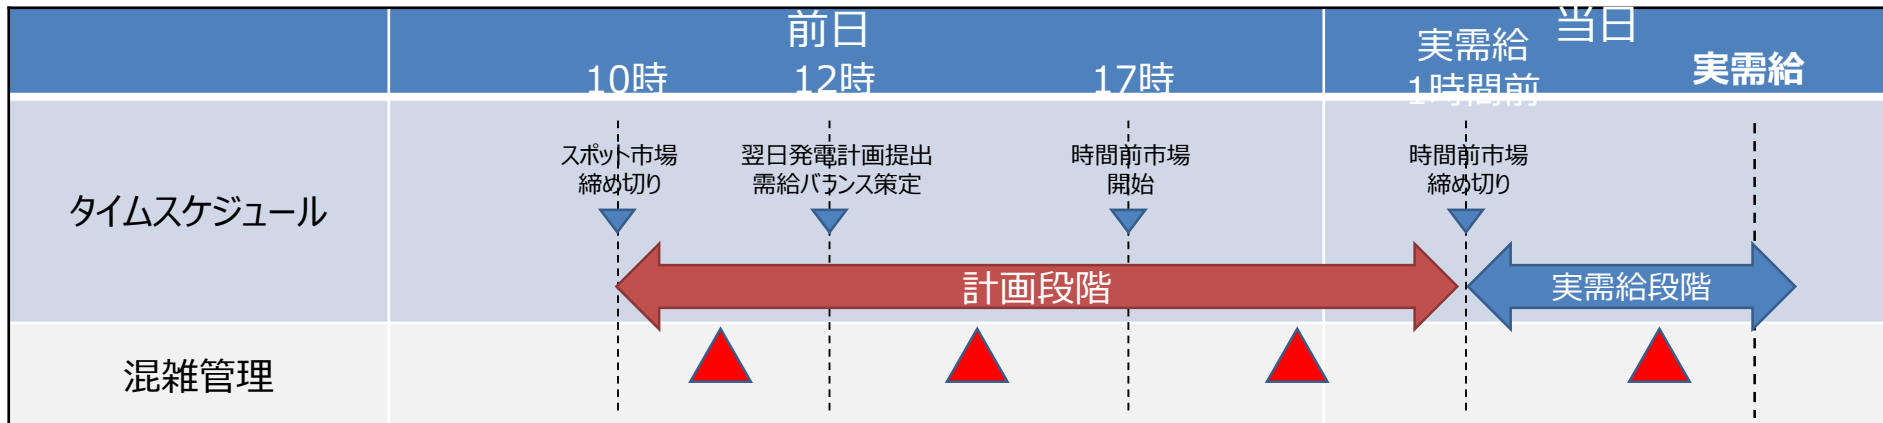 前日
当日
10時
12時
17時
実需給
1時間前
実需給
タイムスケジュール
スポット市場
締め切り
翌日発電計画提出
需給バランス策定
時間前市場
開始
時間前市場
締め切り
計画段階
実需給段階
混雑管理